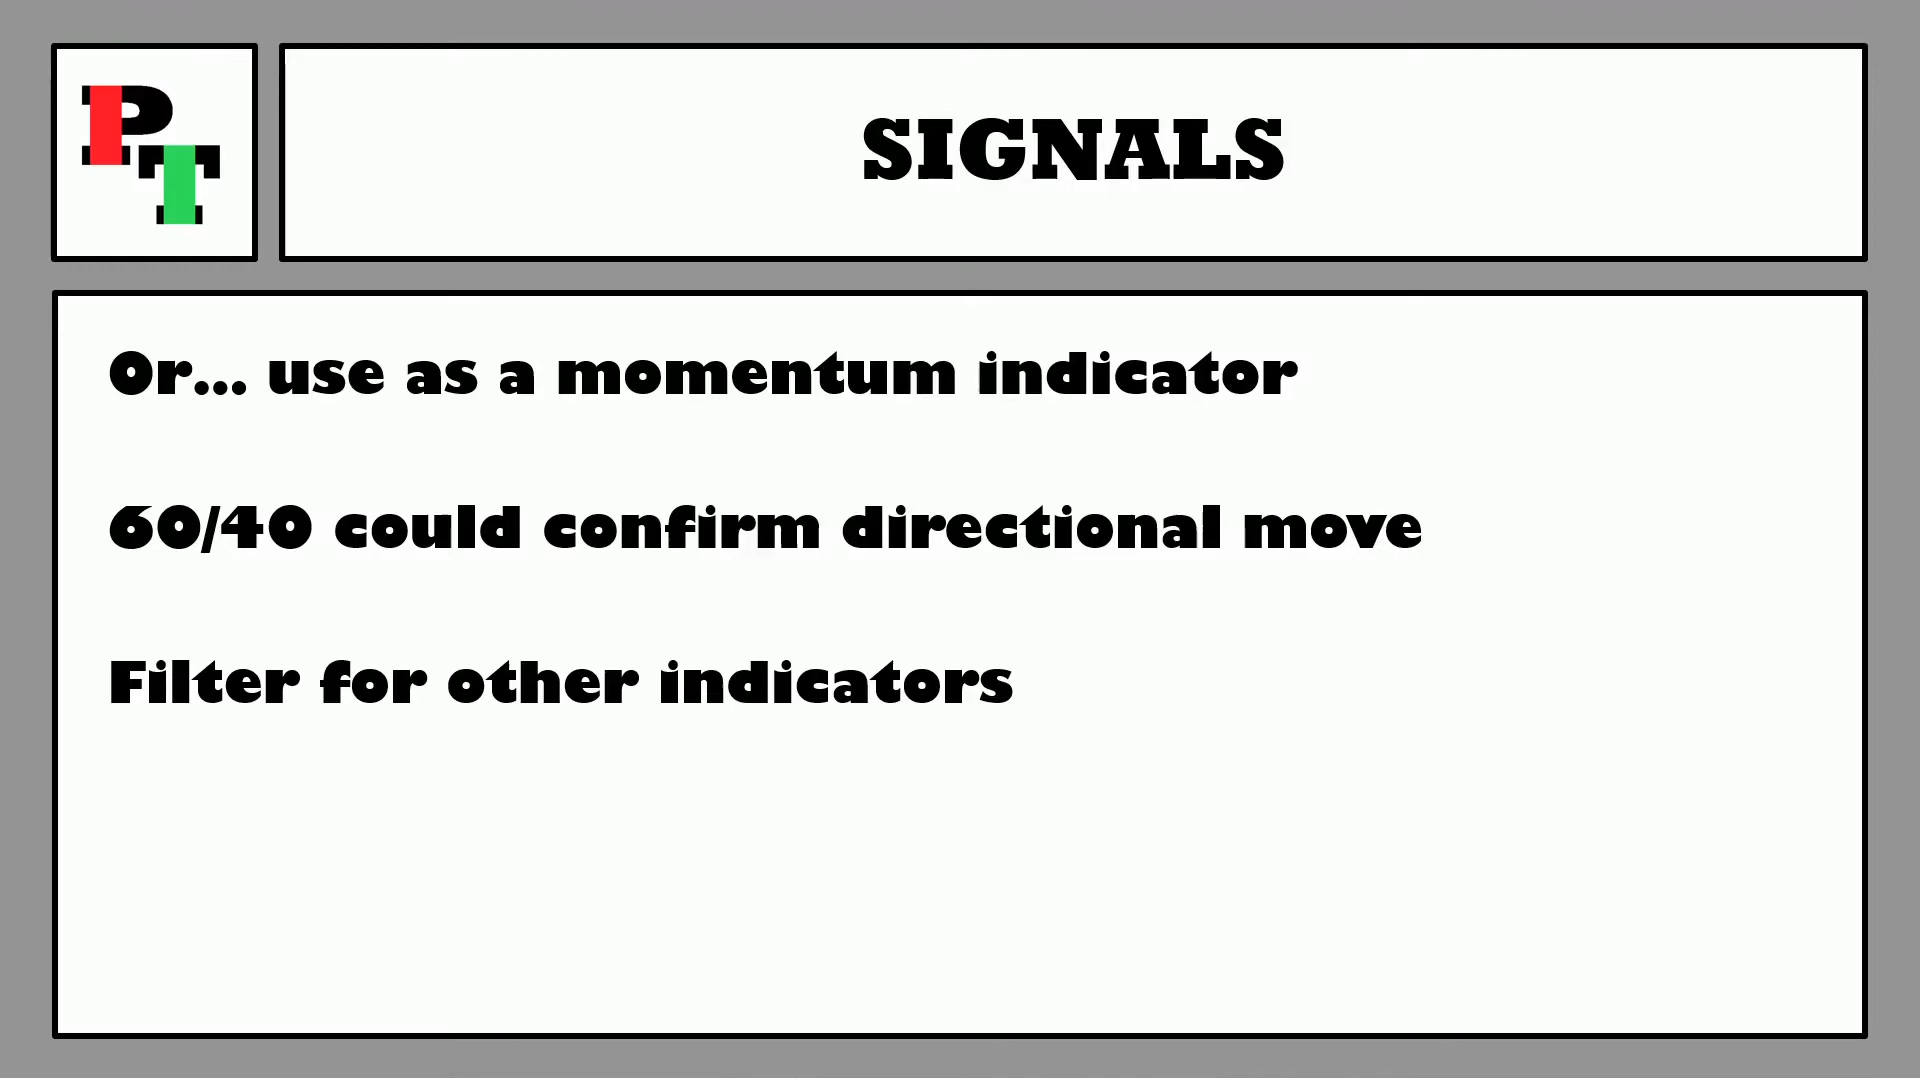 PT
SIGNALS
Or... use as a momentum indicator
60/40 could confirm directional move
Filter for other indicators